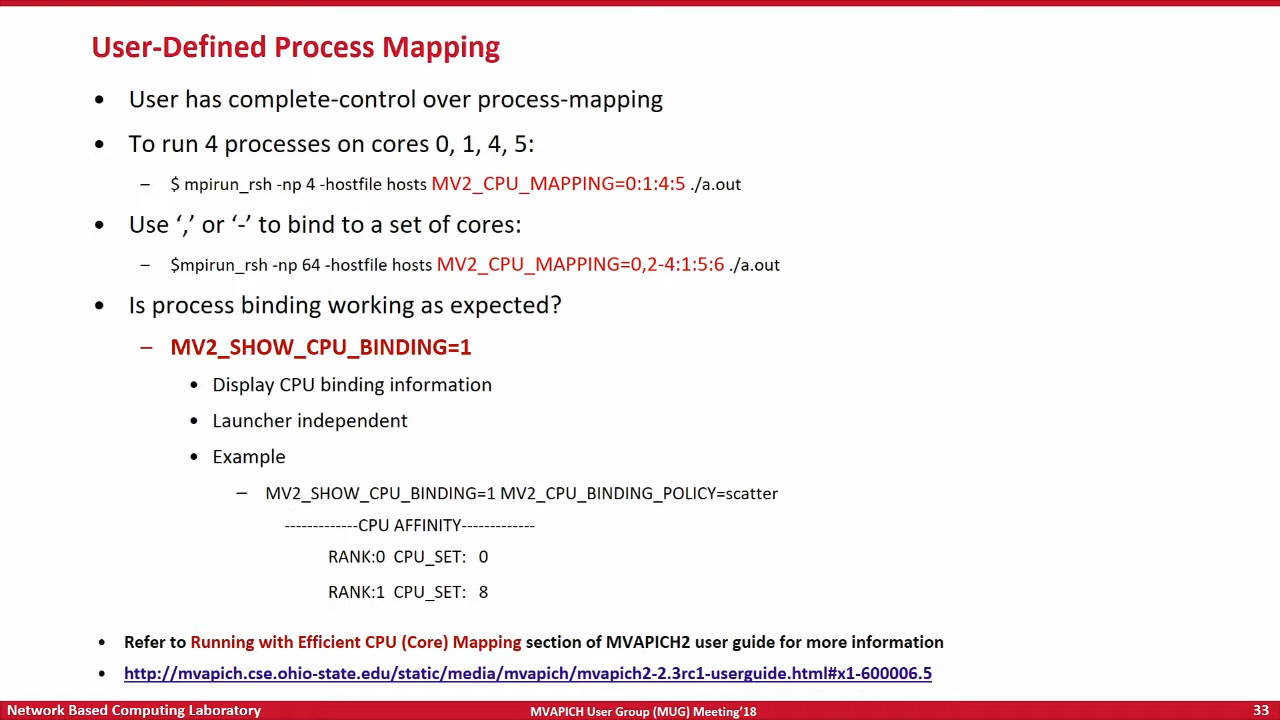 User-Defined Process Mapping
• User has complete-control over process-mapping
• To run 4 processes on cores 0, 1, 4, 5:
– $ mpirun_rsh -np 4 -hostfile hosts MV2_CPU_MAPPING=0:1:4:5 ./a.out
• Use ‘,’ or ‘-’ to bind to a set of cores:
– $mpirun_rsh -np 64 -hostfile hosts MV2_CPU_MAPPING=0,2-4:1:5:6 ./a.out
• Is process binding working as expected?
– MV2_SHOW_CPU_BINDING=1
• Display CPU binding information
• Launcher independent
• Example
– MV2_SHOW_CPU_BINDING=1 MV2_CPU_BINDING_POLICY=scatter
-------------CPU AFFINITY-------------
RANK:0 CPU_SET: 0
RANK:1 CPU_SET: 8
• Refer to Running with Efficient CPU (Core) Mapping section of MVAPICH2 user guide for more information
• http://mvapich.cse.ohio-state.edu/static/media/mvapich/mvapich2-2.3rc1-userguide.html#x1-600006.5
Network Based Computing Laboratory
MVAPICH User Group (MUG) Meeting’18
33